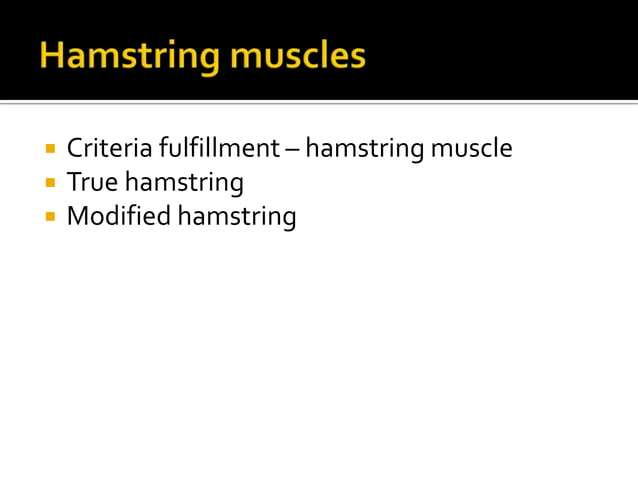 Hamstring muscles
Criteria fulfillment – hamstring muscle
True hamstring
Modified hamstring